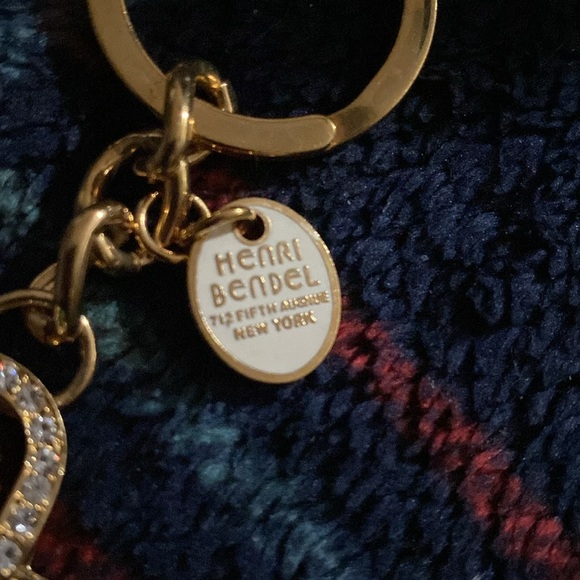 HENRI
BENDEL
712 FIFTH AVENUE
NEW YORK